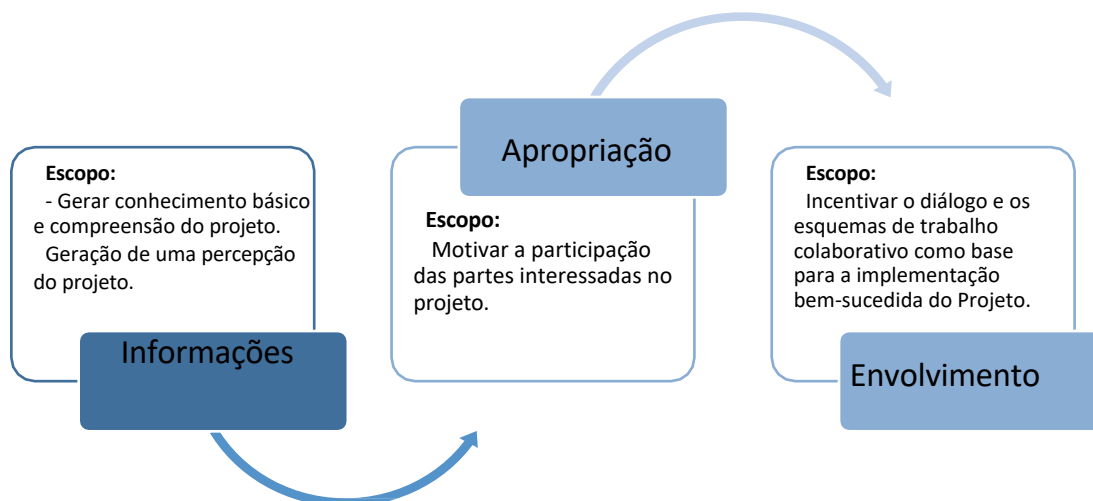 Escopo:
- Gerar conhecimento básico
e compreensão do projeto.
Geração de uma percepção
do projeto.
Informações
Apropriação
Escopo:
Motivar a participação
das partes interessadas no
projeto.
Escopo:
Incentivar o diálogo e os
esquemas de trabalho
colaborativo como base
para a implementação
bem-sucedida do Projeto.
Envolvimento